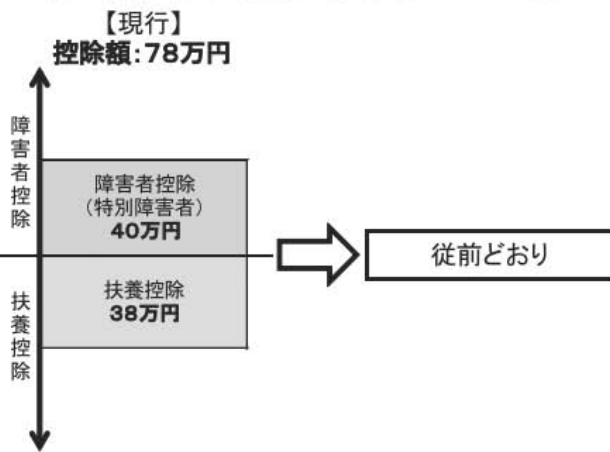 【現行】
控除額：78万円
障害者控除
障害者控除
（特別障害者）
40万円
従前どおり
扶養控除
扶養控除
38万円